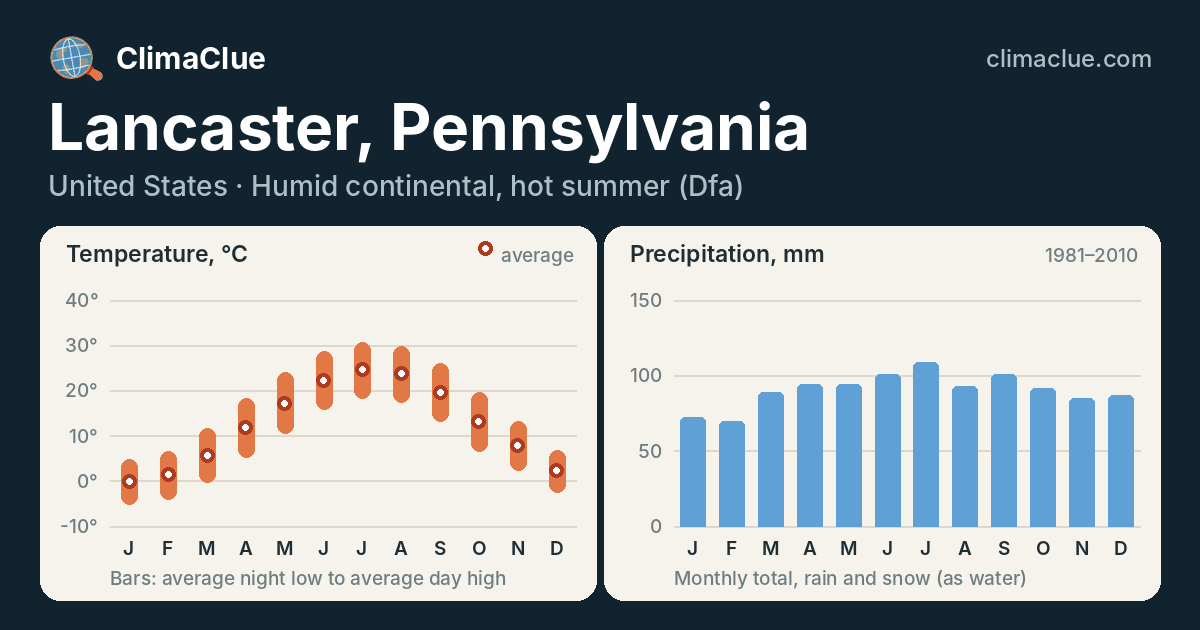 ClimaClue
climaclue.com
Lancaster, Pennsylvania
United States · Humid continental, hot summer (Dfa)
Temperature, °C
average
40°
30°
20°
10°
0°
-10°
J F M A M J J A S O N D
Bars: average night low to average day high
Precipitation, mm
1981–2010
150
100
50
0
J F M A M J J A S O N D
Monthly total, rain and snow (as water)